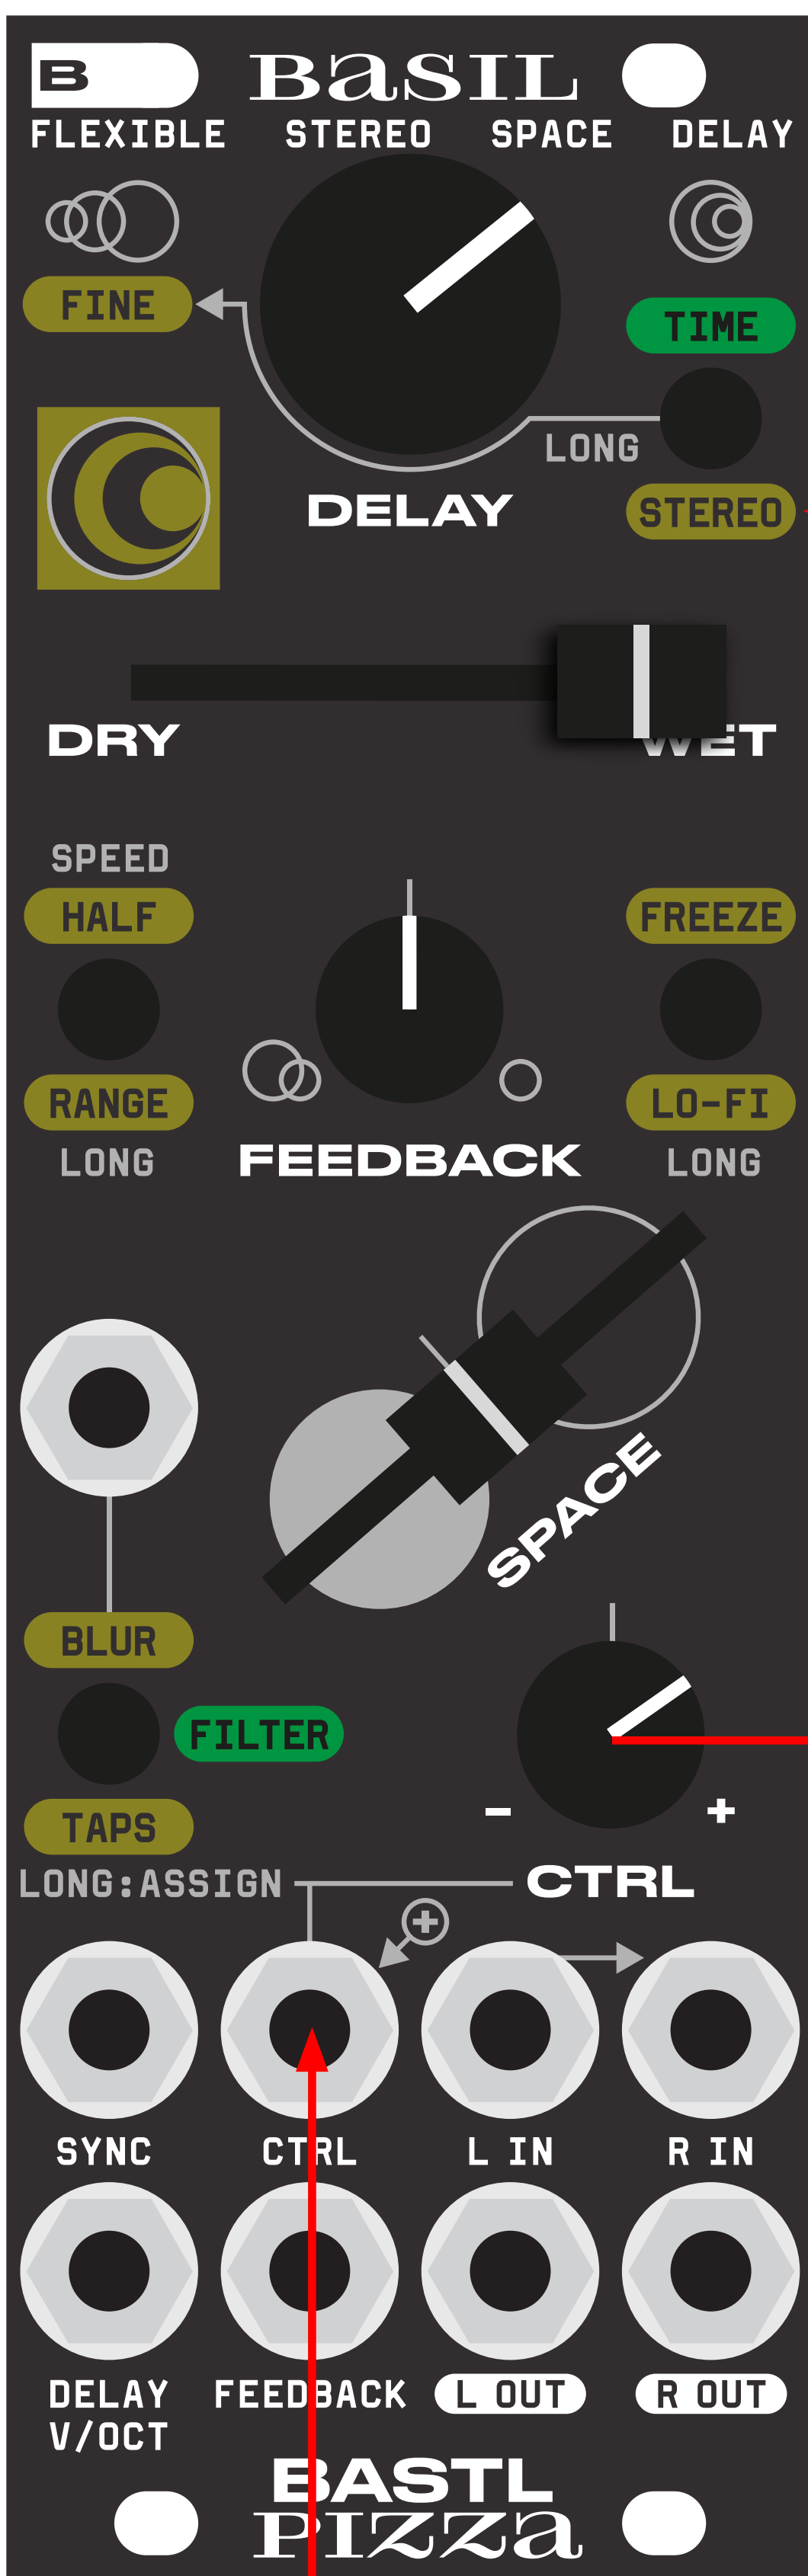 B BaSIL
FLEXIBLE STEREO SPACE DELAY
FINE
TIME
LONG
DELAY
STEREO
DRY WET
SPEED
HALF
FREEZE
RANGE
LO-FI
LONG
LONG
FEEDBACK
SPACE
BLUR
FILTER
TAPS
- +
LONG:ASSIGN
CTRL
+
SYNC CTRL L IN R IN
DELAY FEEDBACK L OUT R OUT
V/OCT
BASTL
PIZZa